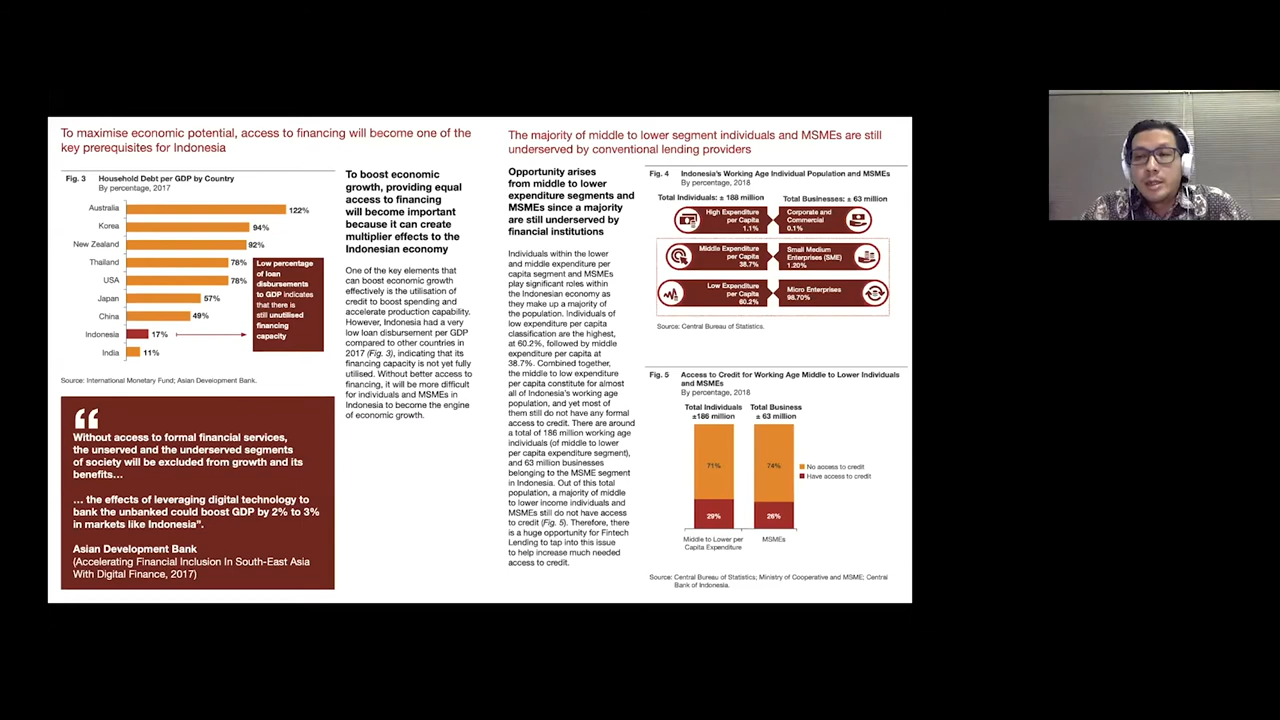 To maximise economic potential, access to financing will become one of the
key prerequisites for Indonesia
Fig. 3 Household Debt per GDP by Country
By percentage, 2017
Australia 122%
Korea 94%
New Zealand 92%
Thailand 78%
USA 78%
Japan 57%
China 49%
Indonesia 17%
India 11%
Low percentage
of loan
disbursements
to GDP indicates
that there is
still unutilised
financing
capacity
Source: International Monetary Fund; Asian Development Bank.
“
Without access to formal financial services,
the unserved and the underserved segments
of society will be excluded from growth and its
benefits…
… the effects of leveraging digital technology to
bank the unbanked could boost GDP by 2% to 3%
in markets like Indonesia”.
Asian Development Bank
(Accelerating Financial Inclusion In South-East Asia
With Digital Finance, 2017)
To boost economic
growth, providing equal
access to financing
will become important
because it can create
multiplier effects to the
Indonesian economy
One of the key elements that
can boost economic growth
effectively is the utilisation of
credit to boost spending and
accelerate production capability.
However, Indonesia had a very
low loan disbursement per GDP
compared to other countries in
2017 (Fig. 3), indicating that its
financing capacity is not yet fully
utilised. Without better access to
financing, it will be more difficult
for individuals and MSMEs in
Indonesia to become the engine
of economic growth.
The majority of middle to lower segment individuals and MSMEs are still
underserved by conventional lending providers
Opportunity arises
from middle to lower
expenditure segments and
MSMEs since a majority
are still underserved by
financial institutions
Individuals within the lower
and middle expenditure per
capita segment and MSMEs
play significant roles within
the Indonesian economy as
they make up a majority of
the population. Individuals of
low expenditure per capita
classification are the highest,
at 60.2%, followed by middle
expenditure per capita at
38.7%. Combined together,
the middle to low expenditure
per capita constitute for almost
all of Indonesia's working age
population, and yet most of
them still do not have any formal
access to credit. There are around
a total of 186 million working age
individuals (of middle to lower
per capita expenditure segment),
and 63 million businesses
belonging to the MSME segment
in Indonesia. Out of this total
population, a majority of middle
to lower income individuals and
MSMEs still do not have access
to credit (Fig. 5). Therefore, there
is a huge opportunity for Fintech
Lending to tap into this issue
to help increase much needed
access to credit.
Fig. 4 Indonesia's Working Age Individual Population and MSMEs
By percentage, 2018
Total Individuals: ± 188 million Total Businesses: ± 63 million
High Expenditure
per Capita
1.1%
Corporate and
Commercial
0.1%
Middle Expenditure
per Capita
38.7%
Small Medium
Enterprises (SME)
1.20%
Low Expenditure
per Capita
60.2%
Micro Enterprises
98.70%
Source: Central Bureau of Statistics.
Fig. 5 Access to Credit for Working Age Middle to Lower Individuals
and MSMEs
By percentage, 2018
Total Individuals
±186 million
Total Business
± 63 million
71% 74%
29% 26%
No access to credit
Have access to credit
Middle to Lower per
Capita Expenditure
MSMEs
Source: Central Bureau of Statistics; Ministry of Cooperative and MSME; Central
Bank of Indonesia.